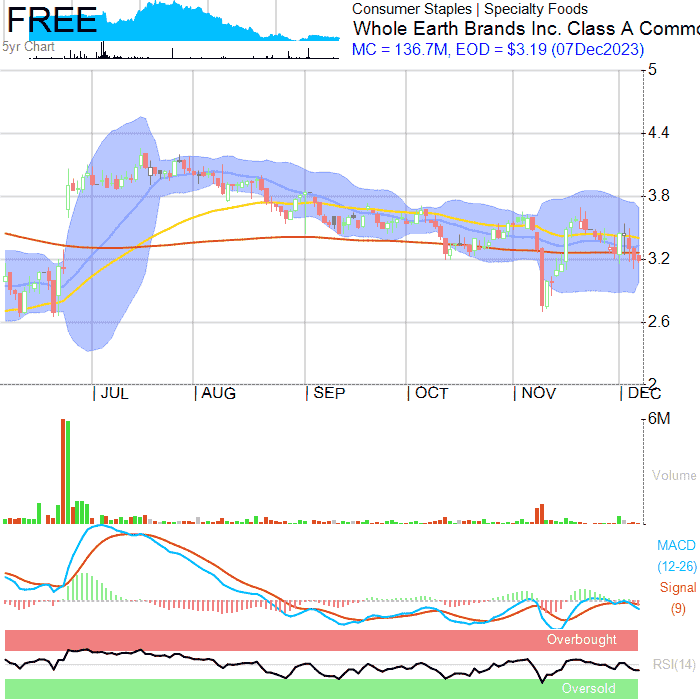 FREE
5yr Chart
Consumer Staples | Specialty Foods
Whole Earth Brands Inc. Class A Commo
MC = 136.7M, EOD = $3.19 (07Dec2023)
5
4.4
3.8
3.2
2.6
2
JUL AUG SEP OCT NOV DEC
6M
Volume
MACD
(12-26)
Signal
(9)
Overbought
RSI(14)
Oversold